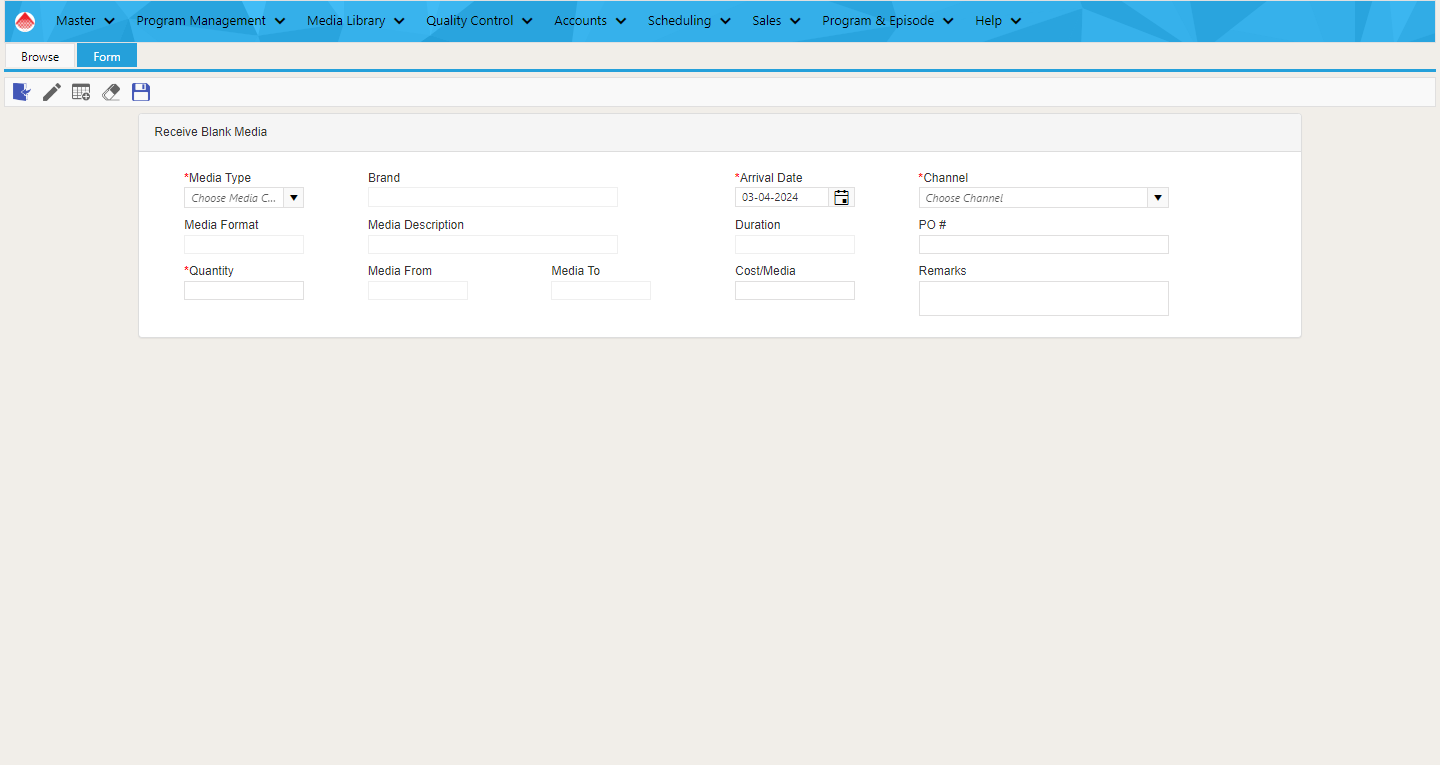 Master Program Management Media Library Quality Control Accounts Scheduling Sales Program & Episode Help
Browse Form
Receive Blank Media
*Media Type Brand *Arrival Date *Channel
Choose Media C... 03-04-2024 Choose Channel
Media Format Media Description Duration PO #
*Quantity Media From Media To Cost/Media Remarks